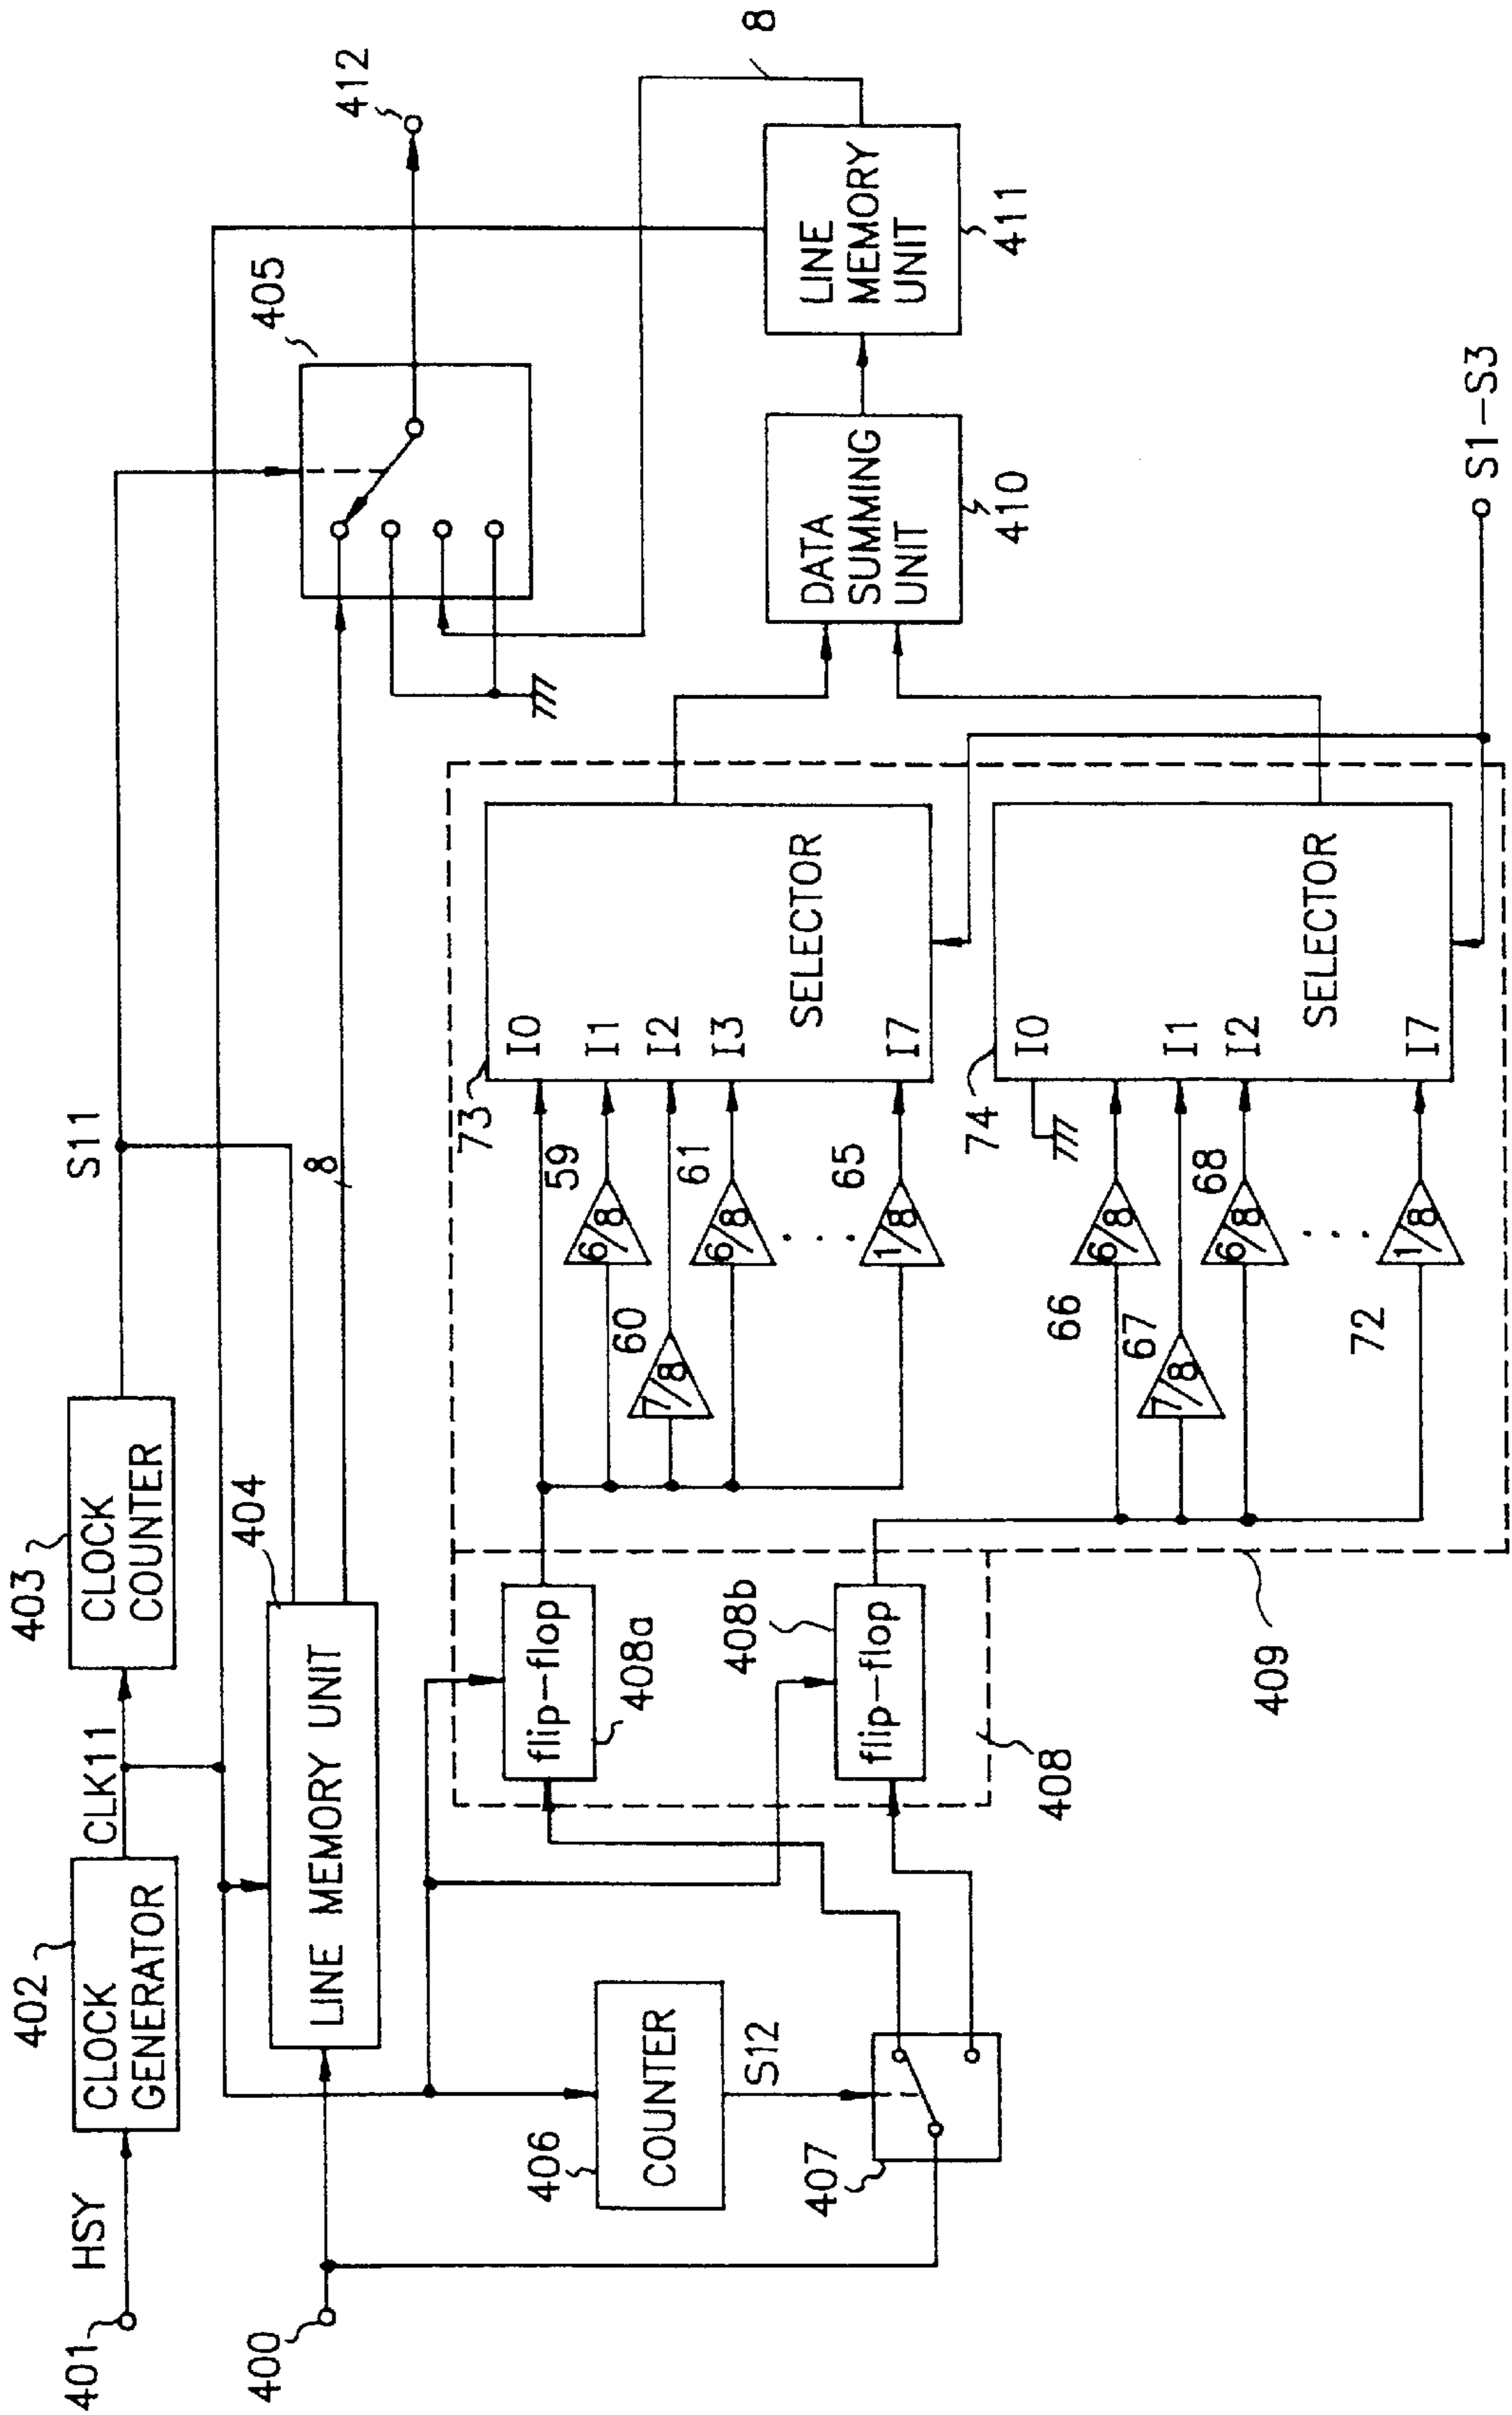 401
HSY
402
CLOCK
GENERATOR
CLK11
403
CLOCK
COUNTER
S11
400
LINE MEMORY UNIT
404
8
405
412
406
COUNTER
S12
407
flip-flop
408a
flip-flop
408b
408
409
59
6/8
60
7/8
61
6/8
65
1/8
73
I0
I1
I2
I3
I7
SELECTOR
66
6/8
67
7/8
68
6/8
72
1/8
74
I0
I1
I2
I7
SELECTOR
DATA
SUMMING
UNIT
410
LINE
MEMORY
UNIT
411
8
S1-S3